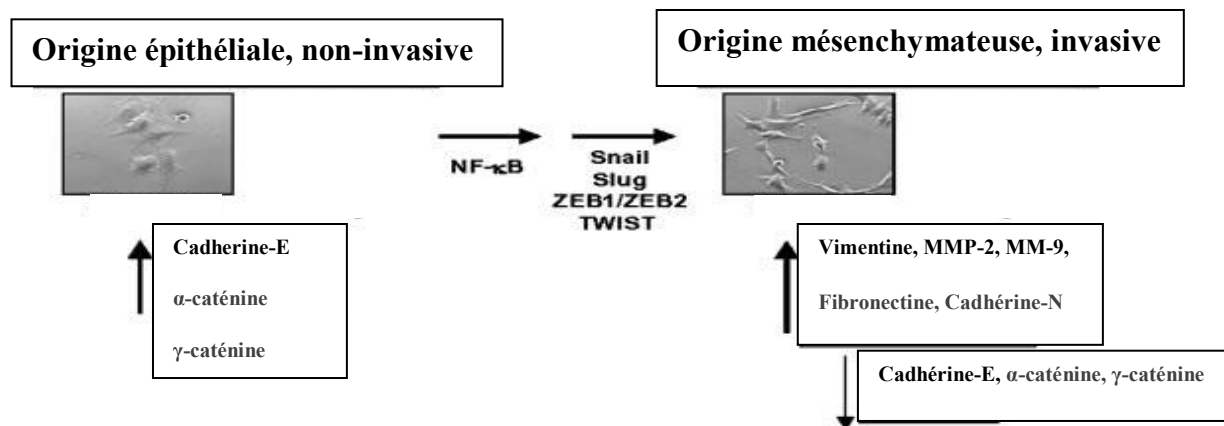 Origine épithéliale, non-invasive
Origine mésenchymateuse, invasive
NF-κB
Snail
Slug
ZEB1/ZEB2
TWIST
Cadherine-E
α-caténine
γ-caténine
Vimentine, MMP-2, MM-9,
Fibronectine, Cadhérine-N
Cadhérine-E, α-caténine, γ-caténine